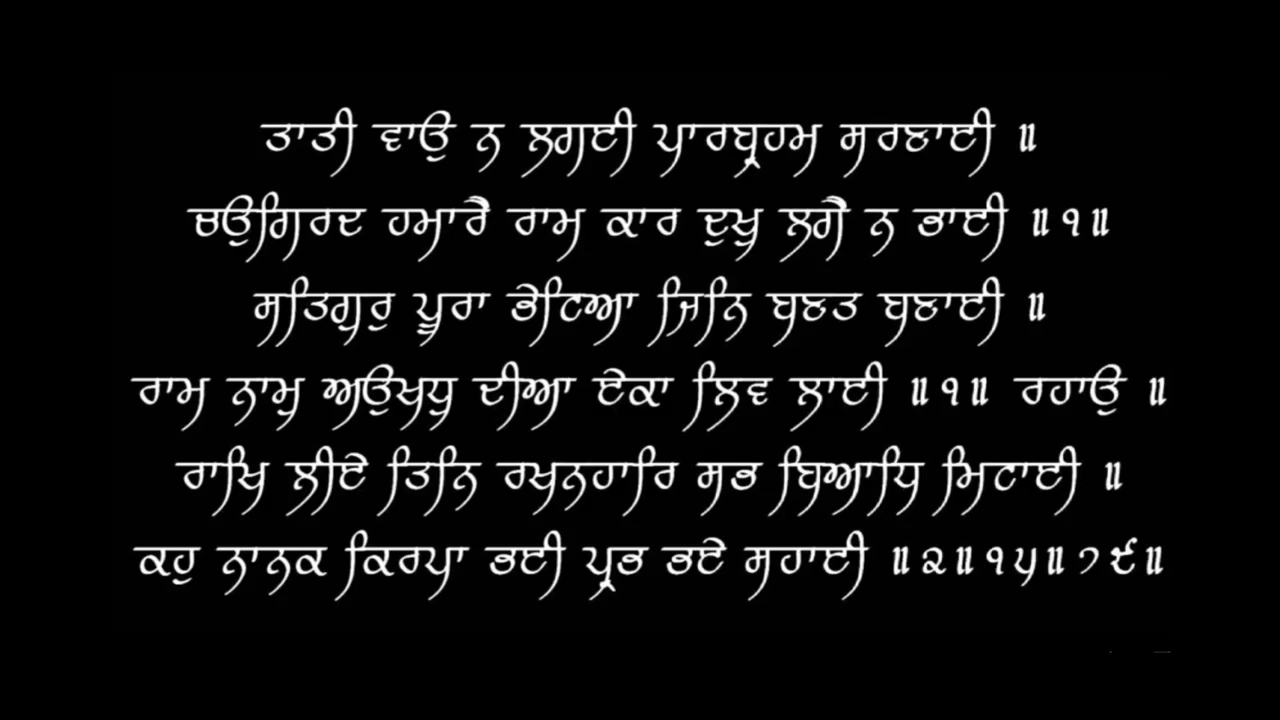 ਤਾਤੀ ਵਾਉ ਨ ਲਗਈ ਪਾਰਬ੍ਰਹਮ ਸਰਣਾਈ ॥
ਚਉਗਿਰਦ ਹਮਾਰੈ ਰਾਮ ਕਾਰ ਦੁਖੁ ਲਗੈ ਨ ਭਾਈ ॥੧॥
ਸਤਿਗੁਰੁ ਪੂਰਾ ਭੇਟਿਆ ਜਿਨਿ ਬਣਤ ਬਣਾਈ ॥
ਰਾਮ ਨਾਮੁ ਅਉਖਧੁ ਦੀਆ ਏਕਾ ਲਿਵ ਲਾਈ ॥੧॥ ਰਹਾਉ ॥
ਰਾਖਿ ਲੀਏ ਤਿਨਿ ਰਖਨਹਾਰਿ ਸਭ ਬਿਆਧਿ ਮਿਟਾਈ ॥
ਕਹੁ ਨਾਨਕ ਕਿਰਪਾ ਭਈ ਪ੍ਰਭ ਭਏ ਸਹਾਈ ॥੨॥੧੫॥੭੯॥